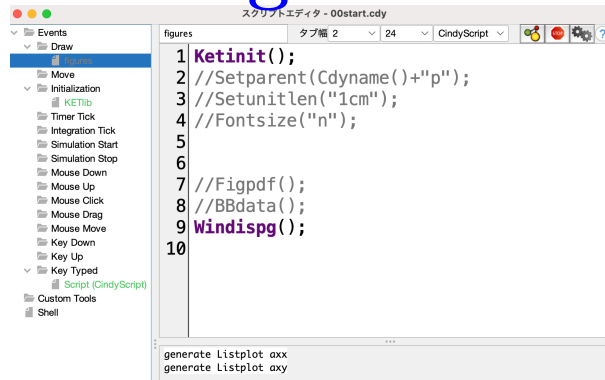 g
スクリプトエディタ - 00start.cdy
figures
タブ幅 2
24
CindyScript
STOP
?
Events
Draw
figures
Move
Initialization
KETlib
Timer Tick
Integration Tick
Simulation Start
Simulation Stop
Mouse Down
Mouse Up
Mouse Click
Mouse Drag
Mouse Move
Key Down
Key Up
Key Typed
Script (CindyScript)
Custom Tools
Shell
1 Ketinit();
2 //Setparent(Cdyname()+"p");
3 //Setunitlen("1cm");
4 //Fontsize("n");
5
6
7 //Figpdf();
8 //BBdata();
9 Windispg();
10
generate Listplot axx
generate Listplot axy